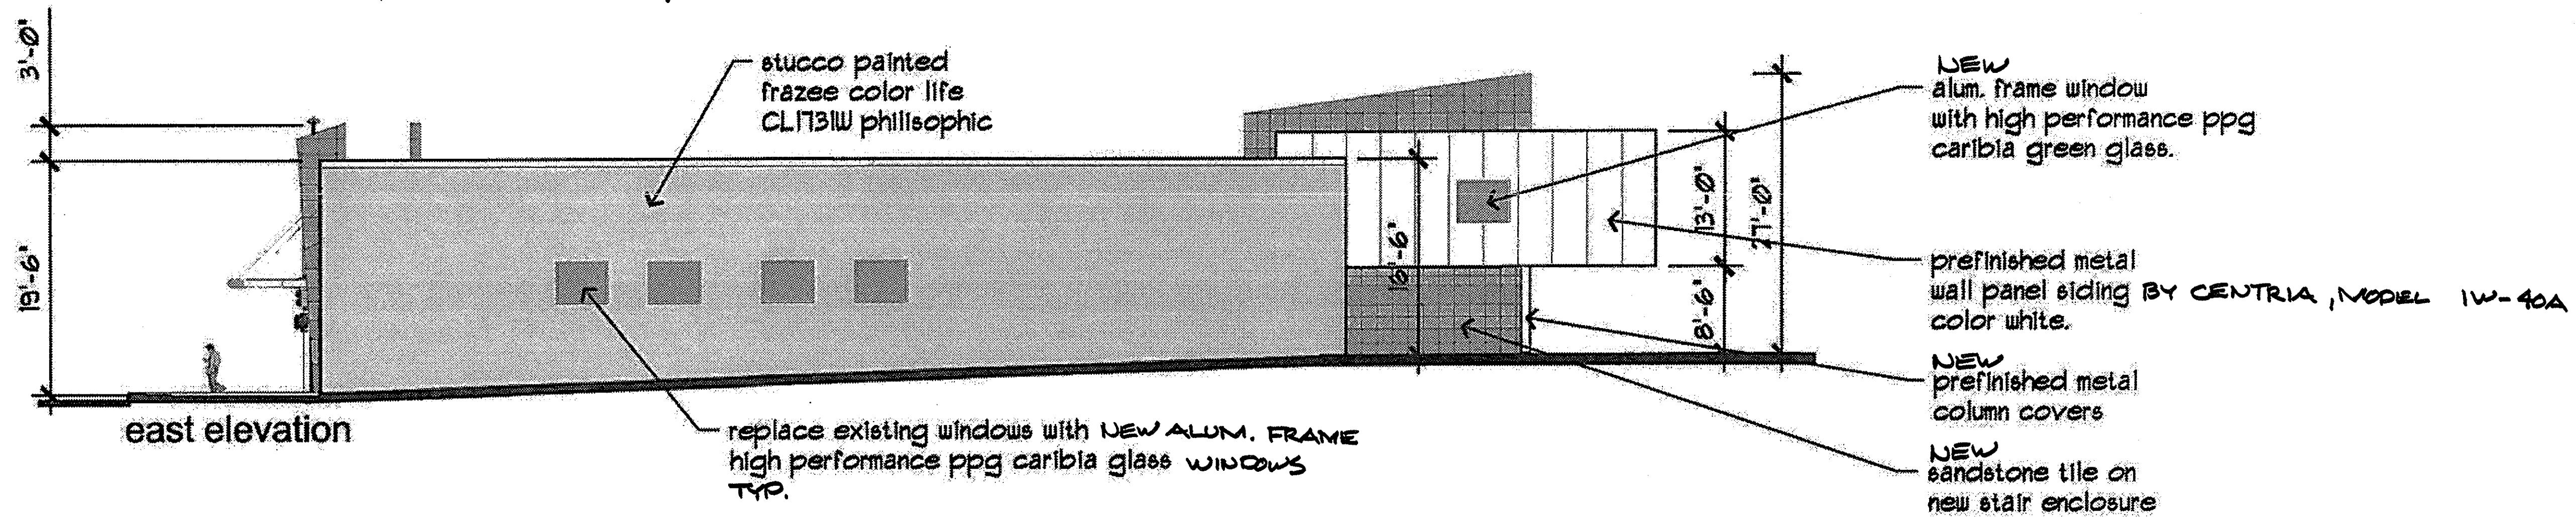 3'-0"
19'-6"
stucco painted
frazee color life
CL1731W philisophic
NEW
alum. frame window
with high performance ppg
caribia green glass.
13'-0"
27'-0"
8'-6"
prefinished metal
wall panel siding BY CENTRIA, MODEL IW-40A
color white.
NEW
prefinished metal
column covers
NEW
sandstone tile on
new stair enclosure
east elevation
replace existing windows with NEW ALUM. FRAME
high performance ppg caribia glass WINDOWS
TYP.